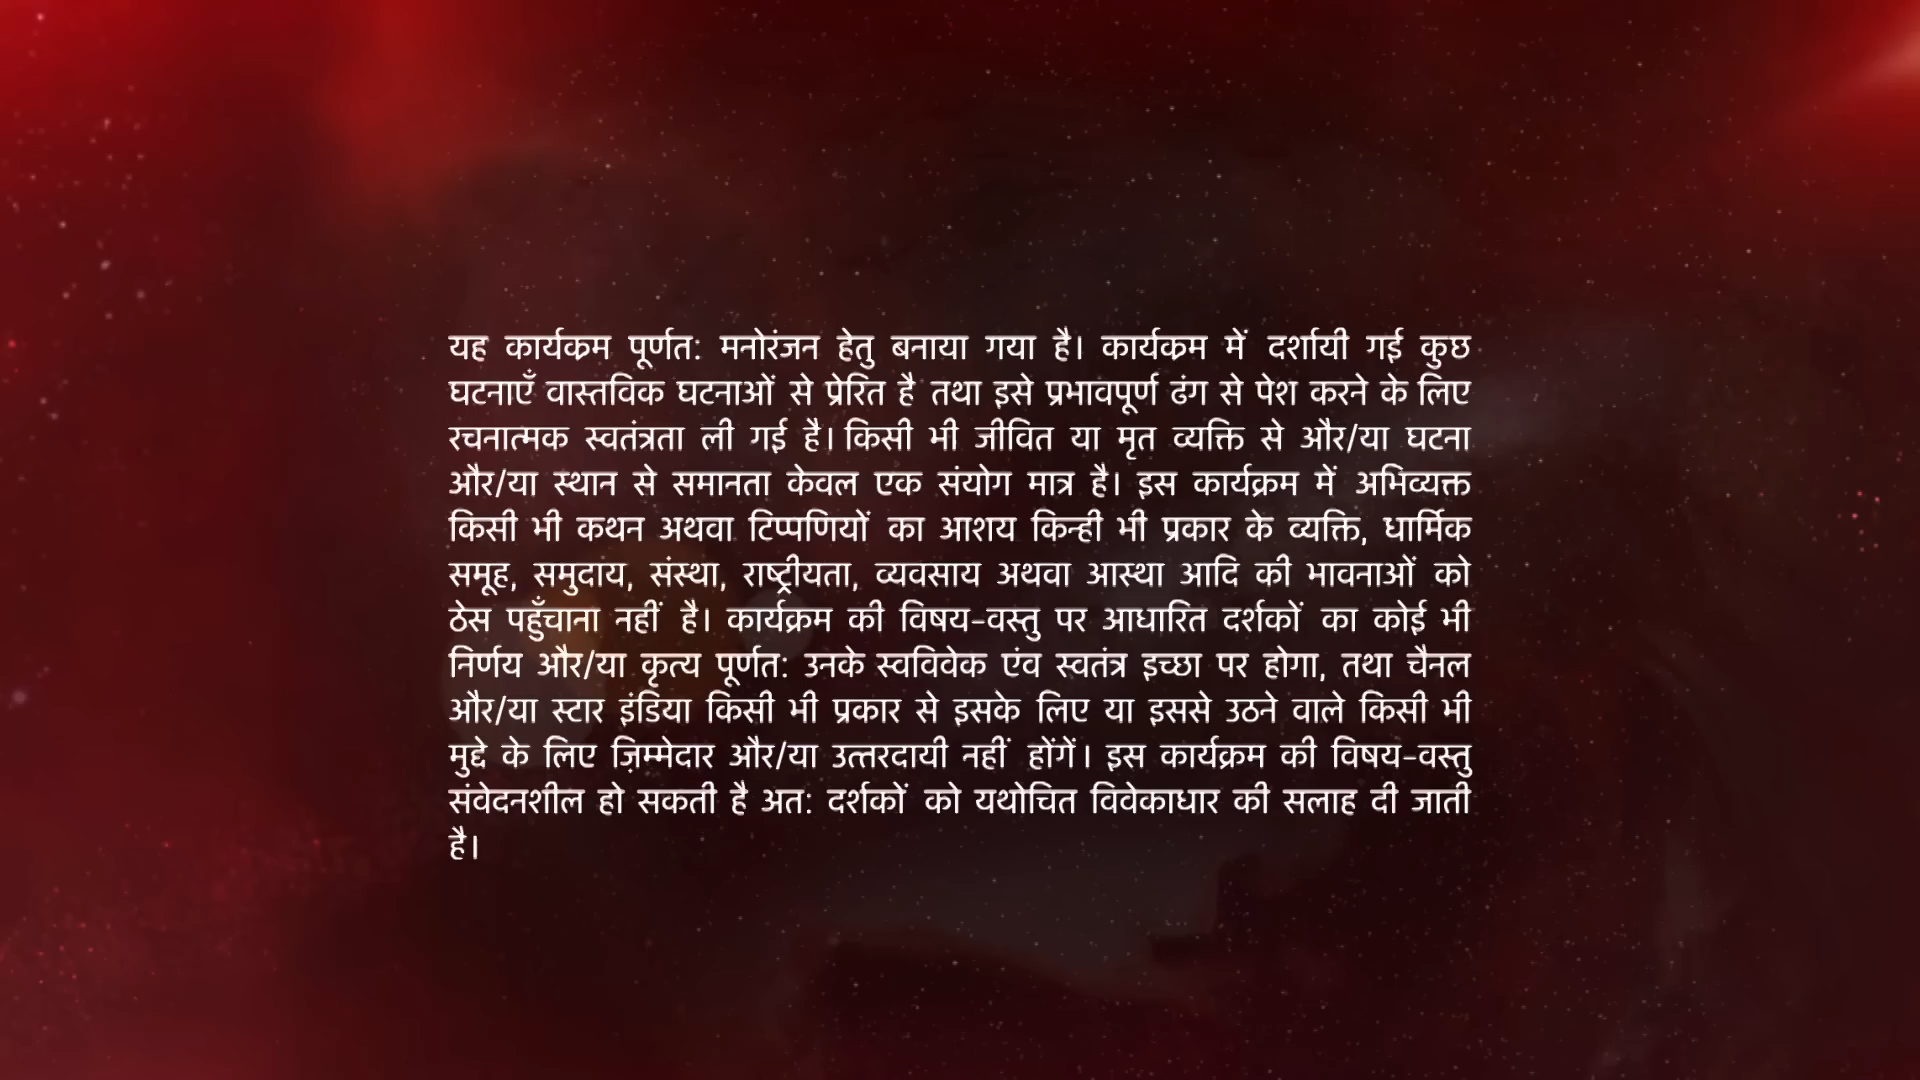 यह कार्यक्रम पूर्णत: मनोरंजन हेतु बनाया गया है। कार्यक्रम में दर्शायी गई कुछ
घटनाएँ वास्तविक घटनाओं से प्रेरित है तथा इसे प्रभावपूर्ण ढंग से पेश करने के लिए
रचनात्मक स्वतंत्रता ली गई है। किसी भी जीवित या मृत व्यक्ति से और/या घटना
और/या स्थान से समानता केवल एक संयोग मात्र है। इस कार्यक्रम में अभिव्यक्त
किसी भी कथन अथवा टिप्पणियों का आशय किन्ही भी प्रकार के व्यक्ति, धार्मिक
समूह, समुदाय, संस्था, राष्ट्रीयता, व्यवसाय अथवा आस्था आदि की भावनाओं को
ठेस पहुँचाना नहीं है। कार्यक्रम की विषय-वस्तु पर आधारित दर्शकों का कोई भी
निर्णय और/या कृत्य पूर्णत: उनके स्वविवेक एंव स्वतंत्र इच्छा पर होगा, तथा चैनल
और/या स्टार इंडिया किसी भी प्रकार से इसके लिए या इससे उठने वाले किसी भी
मुद्दे के लिए ज़िम्मेदार और/या उत्तरदायी नहीं होंगें। इस कार्यक्रम की विषय-वस्तु
संवेदनशील हो सकती है अत: दर्शकों को यथोचित विवेकाधार की सलाह दी जाती
है।